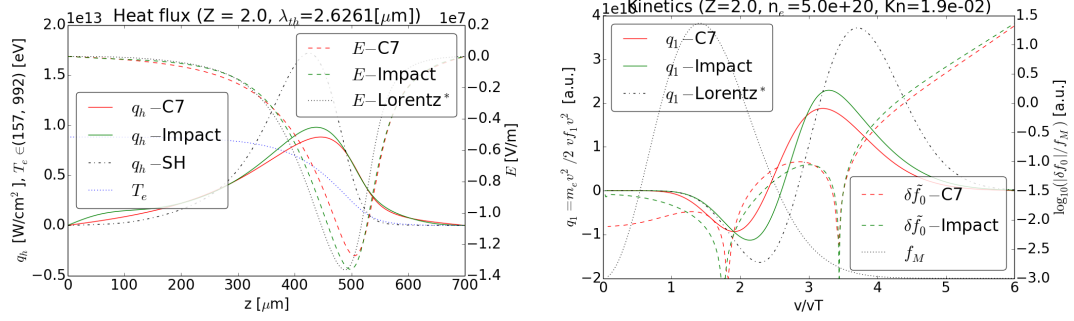 1e13 Heat flux (Z = 2.0, λ_th=2.6261[μm]) 1e7
2.0
1.5
1.0
0.5
0.0
−0.5
q_h [W/cm² ], T_e ∈(157, 992) [eV]
q_h−C7
q_h−Impact
q_h−SH
T_e
E−C7
E−Impact
E−Lorentz*
0.2
0.0
−0.2
−0.4
−0.6
−0.8
−1.0
−1.2
−1.4
E [V/m]
0 100 200 300 400 500 600 700
z [μm]
Kinetics (Z=2.0, n_e=5.0e+20, Kn=1.9e-02)
4
3
2
1
0
−1
−2
q_1 = m_e v² /2 v f_1 v² [a.u.]
q_1−C7
q_1−Impact
q_1−Lorentz*
δf̃_0−C7
δf̃_0−Impact
f_M
1.5
1.0
0.5
0.0
−0.5
−1.0
−1.5
−2.0
−2.5
−3.0
log10(|δf̃_0|/f_M) [a.u.]
0 1 2 3 4 5 6
v/vT